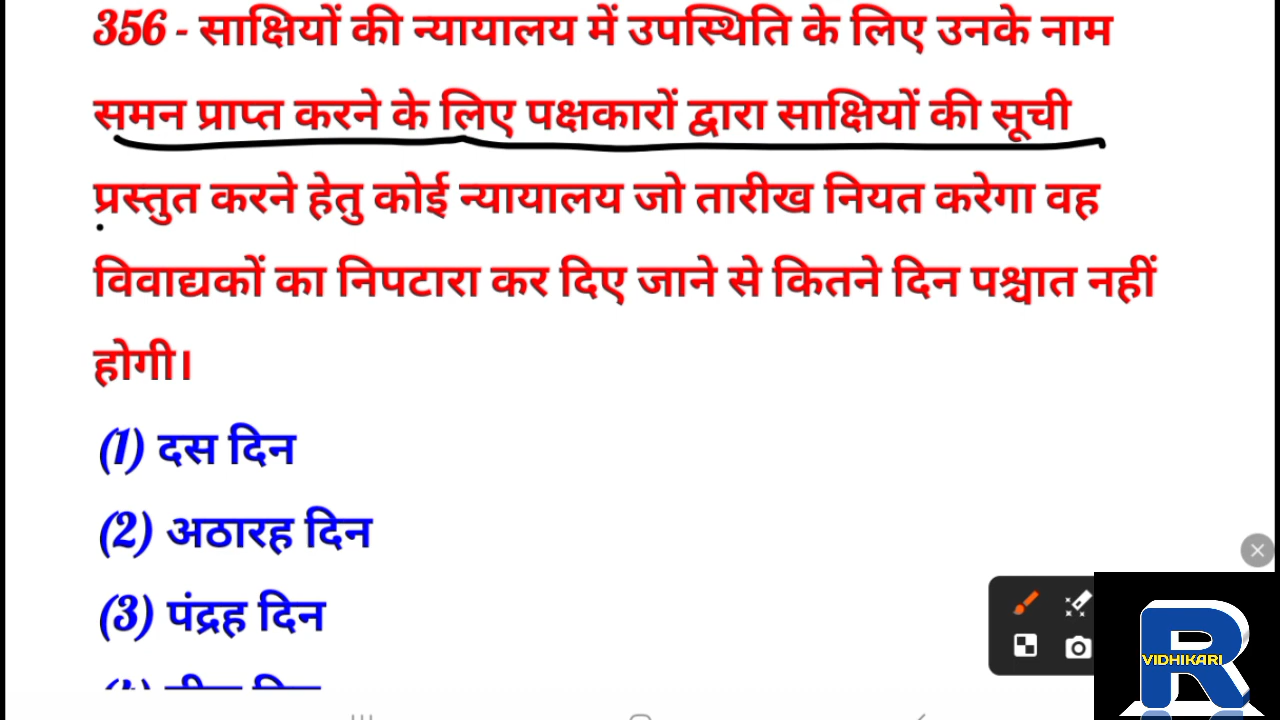 356 - साक्षियों की न्यायालय में उपस्थिति के लिए उनके नाम
समन प्राप्त करने के लिए पक्षकारों द्वारा साक्षियों की सूची
प्रस्तुत करने हेतु कोई न्यायालय जो तारीख नियत करेगा वह
विवाद्यकों का निपटारा कर दिए जाने से कितने दिन पश्चात नहीं
होगी।
(1) दस दिन
(2) अठारह दिन
(3) पंद्रह दिन
R
VIDHIKARI